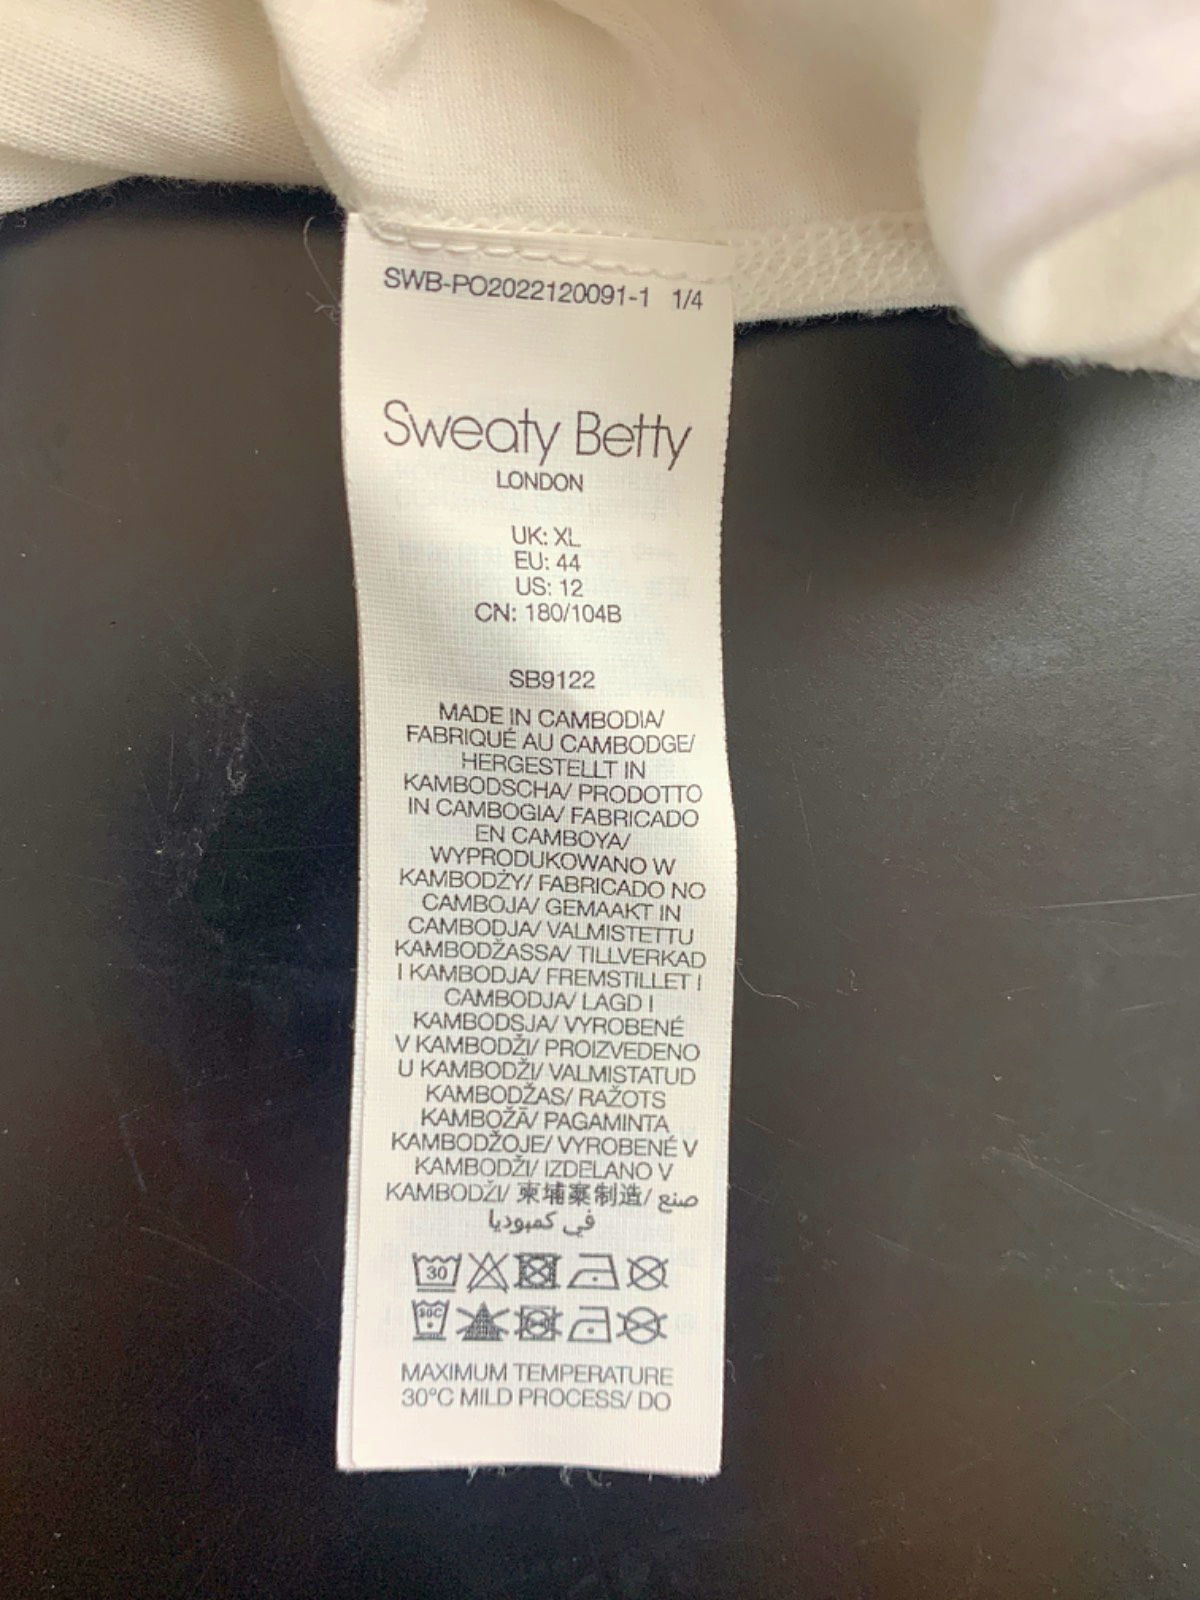 SWB-PO2022120091-1 1/4
Sweaty Betty
LONDON
UK: XL
EU: 44
US: 12
CN: 180/104B
SB9122
MADE IN CAMBODIA/
FABRIQUÉ AU CAMBODGE/
HERGESTELLT IN
KAMBODSCHA/ PRODOTTO
IN CAMBOGIA/ FABRICADO
EN CAMBOYA/
WYPRODUKOWANO W
KAMBODŻY/ FABRICADO NO
CAMBOJA/ GEMAAKT IN
CAMBODJA/ VALMISTETTU
KAMBODŽASSA/ TILLVERKAD
I KAMBODJA/ FREMSTILLET I
CAMBODJA/ LAGD I
KAMBODSJA/ VYROBENÉ
V KAMBODŽI/ PROIZVEDENO
U KAMBODŽI/ VALMISTATUD
KAMBODŽAS/ RAŽOTS
KAMBOŽĀ/ PAGAMINTA
KAMBODŽOJE/ VYROBENÉ V
KAMBODŽI/ IZDELANO V
KAMBODŽI/ 柬埔寨制造/ صنع
في كمبوديا
30
30C
MAXIMUM TEMPERATURE
30°C MILD PROCESS/ DO